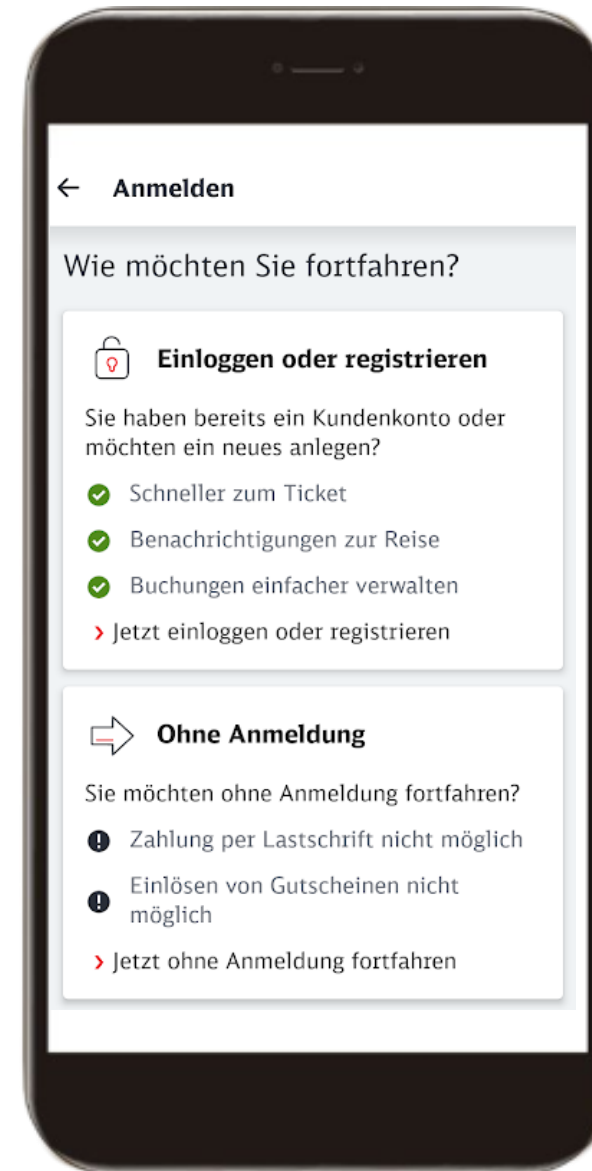 Anmelden
Wie möchten Sie fortfahren?
Einloggen oder registrieren
Sie haben bereits ein Kundenkonto oder
möchten ein neues anlegen?
Schneller zum Ticket
Benachrichtigungen zur Reise
Buchungen einfacher verwalten
Jetzt einloggen oder registrieren
Ohne Anmeldung
Sie möchten ohne Anmeldung fortfahren?
Zahlung per Lastschrift nicht möglich
Einlösen von Gutscheinen nicht
möglich
Jetzt ohne Anmeldung fortfahren